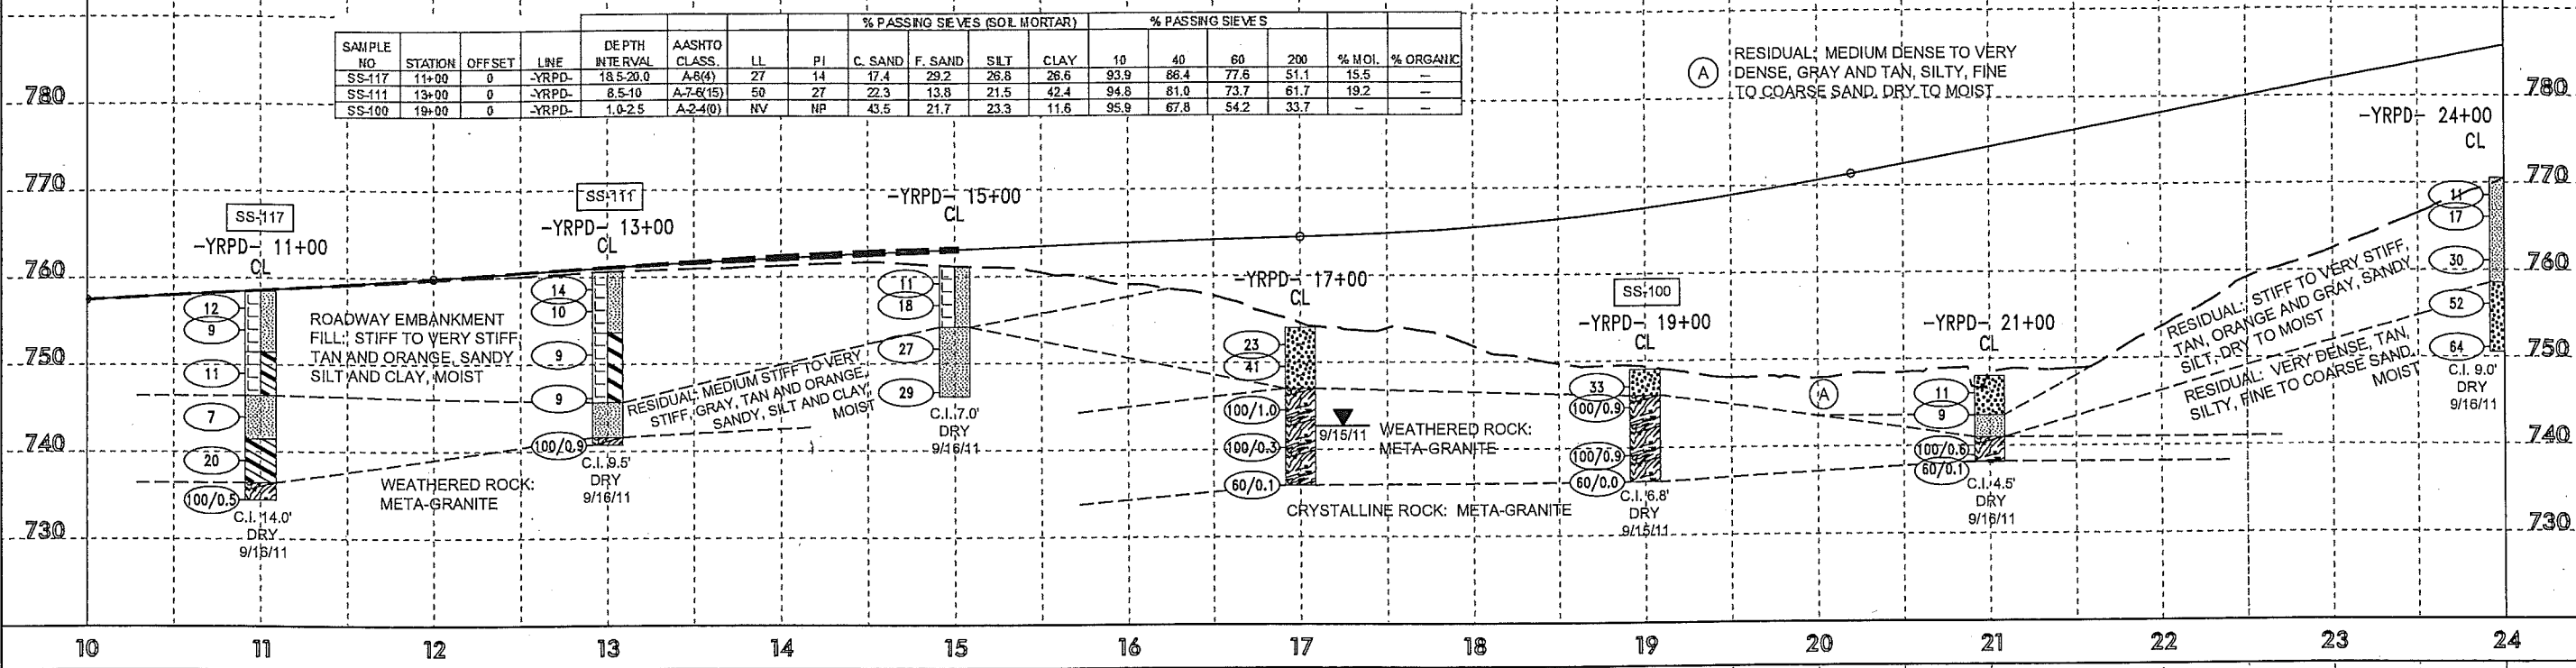 % PASSING SIEVES (SOIL MORTAR) % PASSING SIEVES
SAMPLE NO STATION OFFSET LINE DEPTH INTERVAL AASHTO CLASS. LL PI C. SAND F. SAND SILT CLAY 10 40 60 200 % MOI. % ORGANIC
SS-117 11+00 0 -YRPD- 18.5-20.0 A-6(4) 27 14 17.4 29.2 26.8 26.6 93.9 86.4 77.6 51.1 15.5 —
SS-111 13+00 0 -YRPD- 8.5-10 A-7-6(15) 50 27 22.3 13.8 21.5 42.4 94.8 81.0 73.7 61.7 19.2 —
SS-100 19+00 0 -YRPD- 1.0-2.5 A-2-4(0) NV NP 43.5 21.7 23.3 11.6 95.9 67.8 54.2 33.7 — —
A
RESIDUAL: MEDIUM DENSE TO VERY
DENSE, GRAY AND TAN, SILTY, FINE
TO COARSE SAND, DRY TO MOIST
780
770
760
750
740
730
780
770
760
750
740
730
SS-117
-YRPD- 11+00
CL
12
9
11
7
20
100/0.5
C.I. 14.0'
DRY
9/16/11
ROADWAY EMBANKMENT
FILL: STIFF TO VERY STIFF
TAN AND ORANGE, SANDY
SILT AND CLAY, MOIST
WEATHERED ROCK:
META-GRANITE
SS-111
-YRPD- 13+00
CL
14
10
9
9
100/0.9
C.I. 9.5'
DRY
9/16/11
RESIDUAL: MEDIUM STIFF TO VERY
STIFF, GRAY, TAN AND ORANGE,
SANDY, SILT AND CLAY,
MOIST
-YRPD- 15+00
CL
11
18
27
29
C.I. 7.0'
DRY
9/16/11
-YRPD- 17+00
CL
23
41
100/1.0
100/0.3
60/0.1
9/15/11
WEATHERED ROCK:
META-GRANITE
CRYSTALLINE ROCK: META-GRANITE
SS-100
-YRPD- 19+00
CL
33
100/0.9
100/0.9
60/0.0
C.I. 6.8'
DRY
9/15/11
A
-YRPD- 21+00
CL
11
9
100/0.6
60/0.1
C.I. 4.5'
DRY
9/16/11
RESIDUAL: STIFF TO VERY STIFF,
TAN, ORANGE AND GRAY, SANDY
SILT, DRY TO MOIST
RESIDUAL: VERY DENSE, TAN,
SILTY, FINE TO COARSE SAND,
MOIST
-YRPD- 24+00
CL
11
17
30
52
64
C.I. 9.0'
DRY
9/16/11
10 11 12 13 14 15 16 17 18 19 20 21 22 23 24